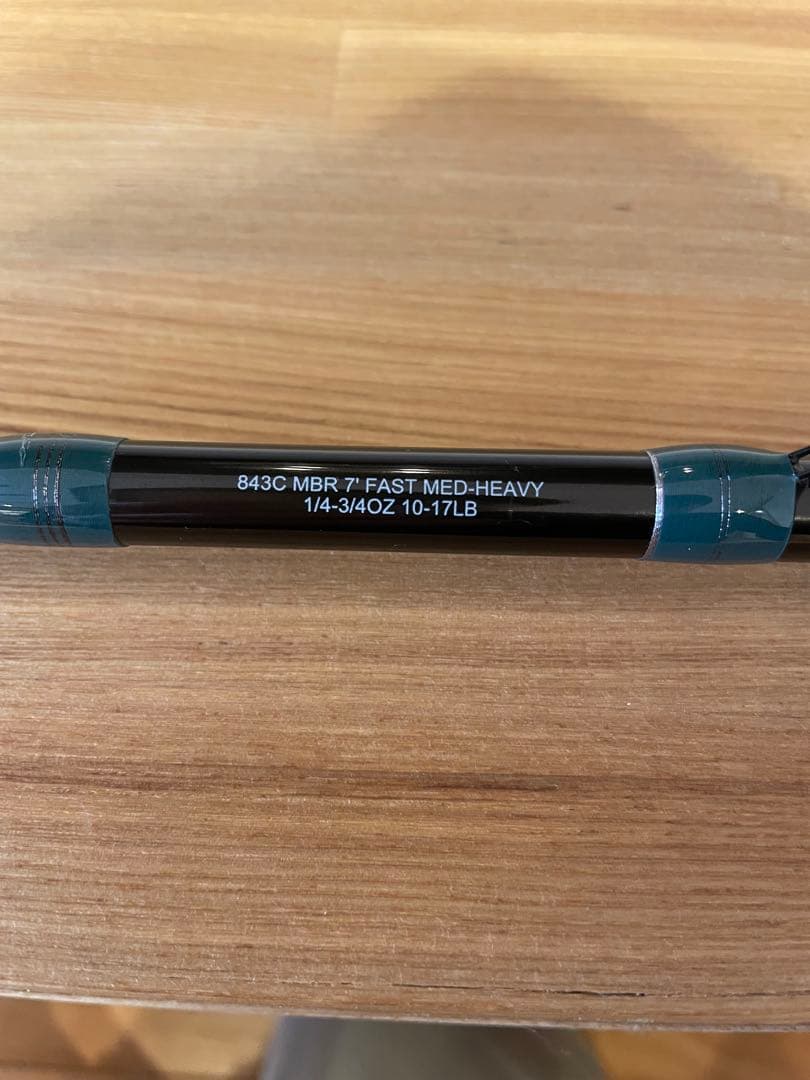 843C MBR 7' FAST MED-HEAVY
1/4-3/4OZ 10-17LB